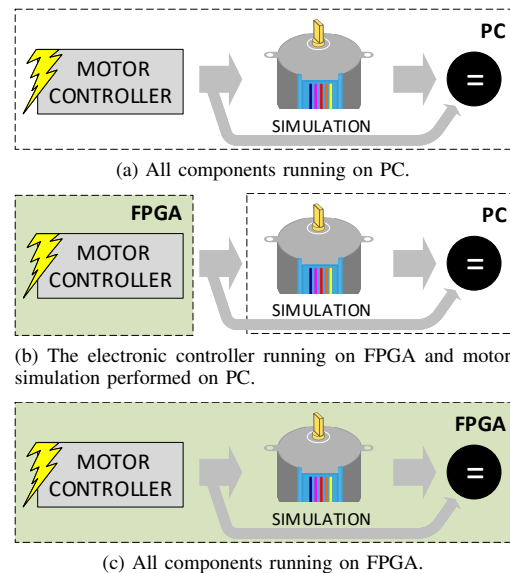 PC
MOTOR
CONTROLLER
=
SIMULATION
(a) All components running on PC.
FPGA
PC
MOTOR
CONTROLLER
=
SIMULATION
(b) The electronic controller running on FPGA and motor
simulation performed on PC.
FPGA
MOTOR
CONTROLLER
=
SIMULATION
(c) All components running on FPGA.